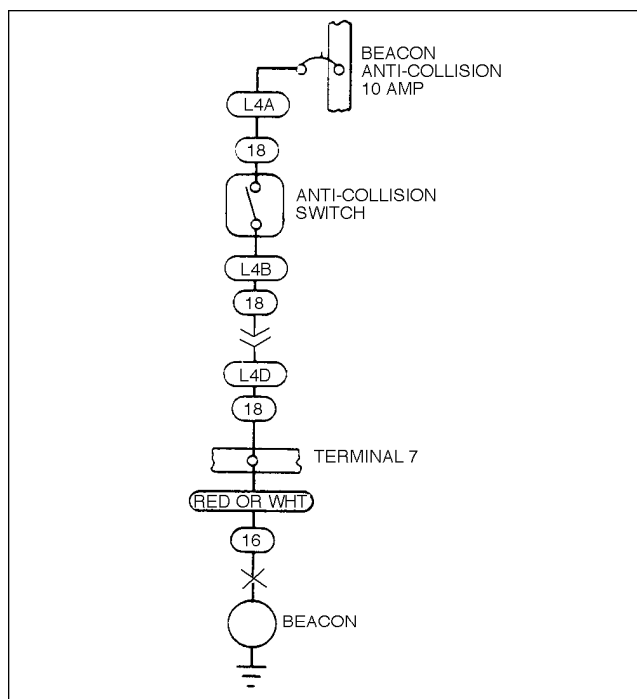 BEACON
ANTI-COLLISION
10 AMP
L4A
18
ANTI-COLLISION
SWITCH
L4B
18
L4D
18
TERMINAL 7
RED OR WHT
16
BEACON